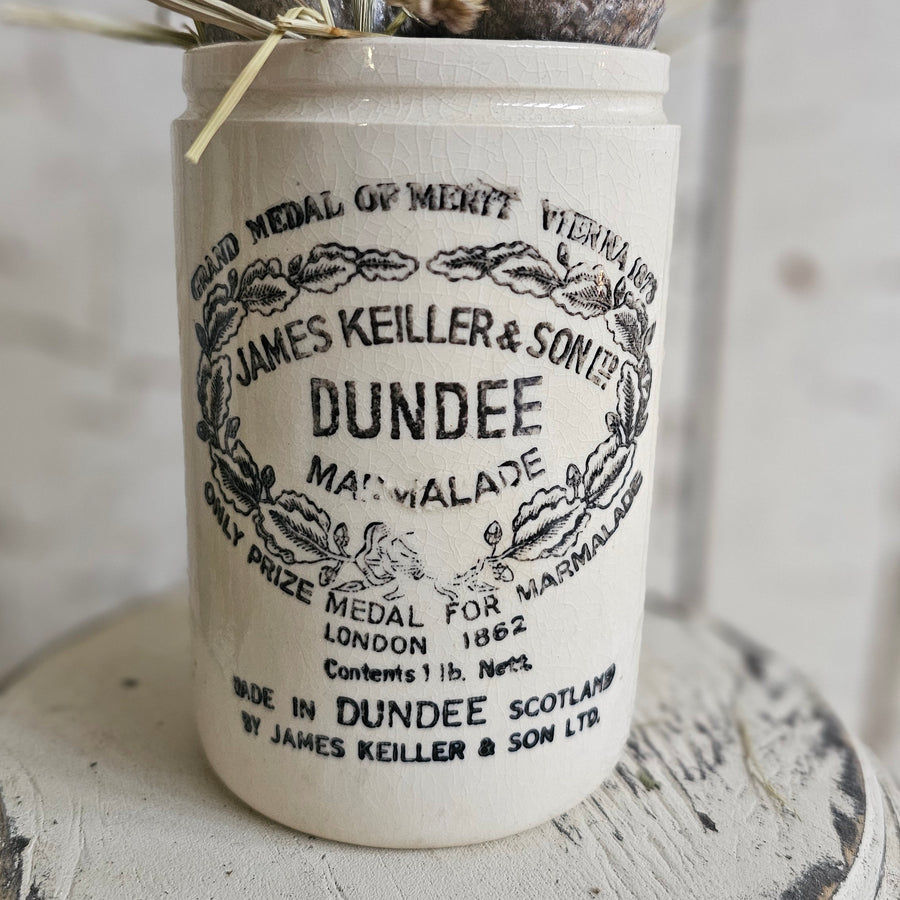 GRAND MEDAL OF MERIT VIENNA 1873
JAMES KEILLER & SON LTD
DUNDEE
MARMALADE
ONLY PRIZE MEDAL FOR MARMALADE
LONDON 1862
Contents 1 lb. Nett.
MADE IN DUNDEE SCOTLAND
BY JAMES KEILLER & SON LTD.